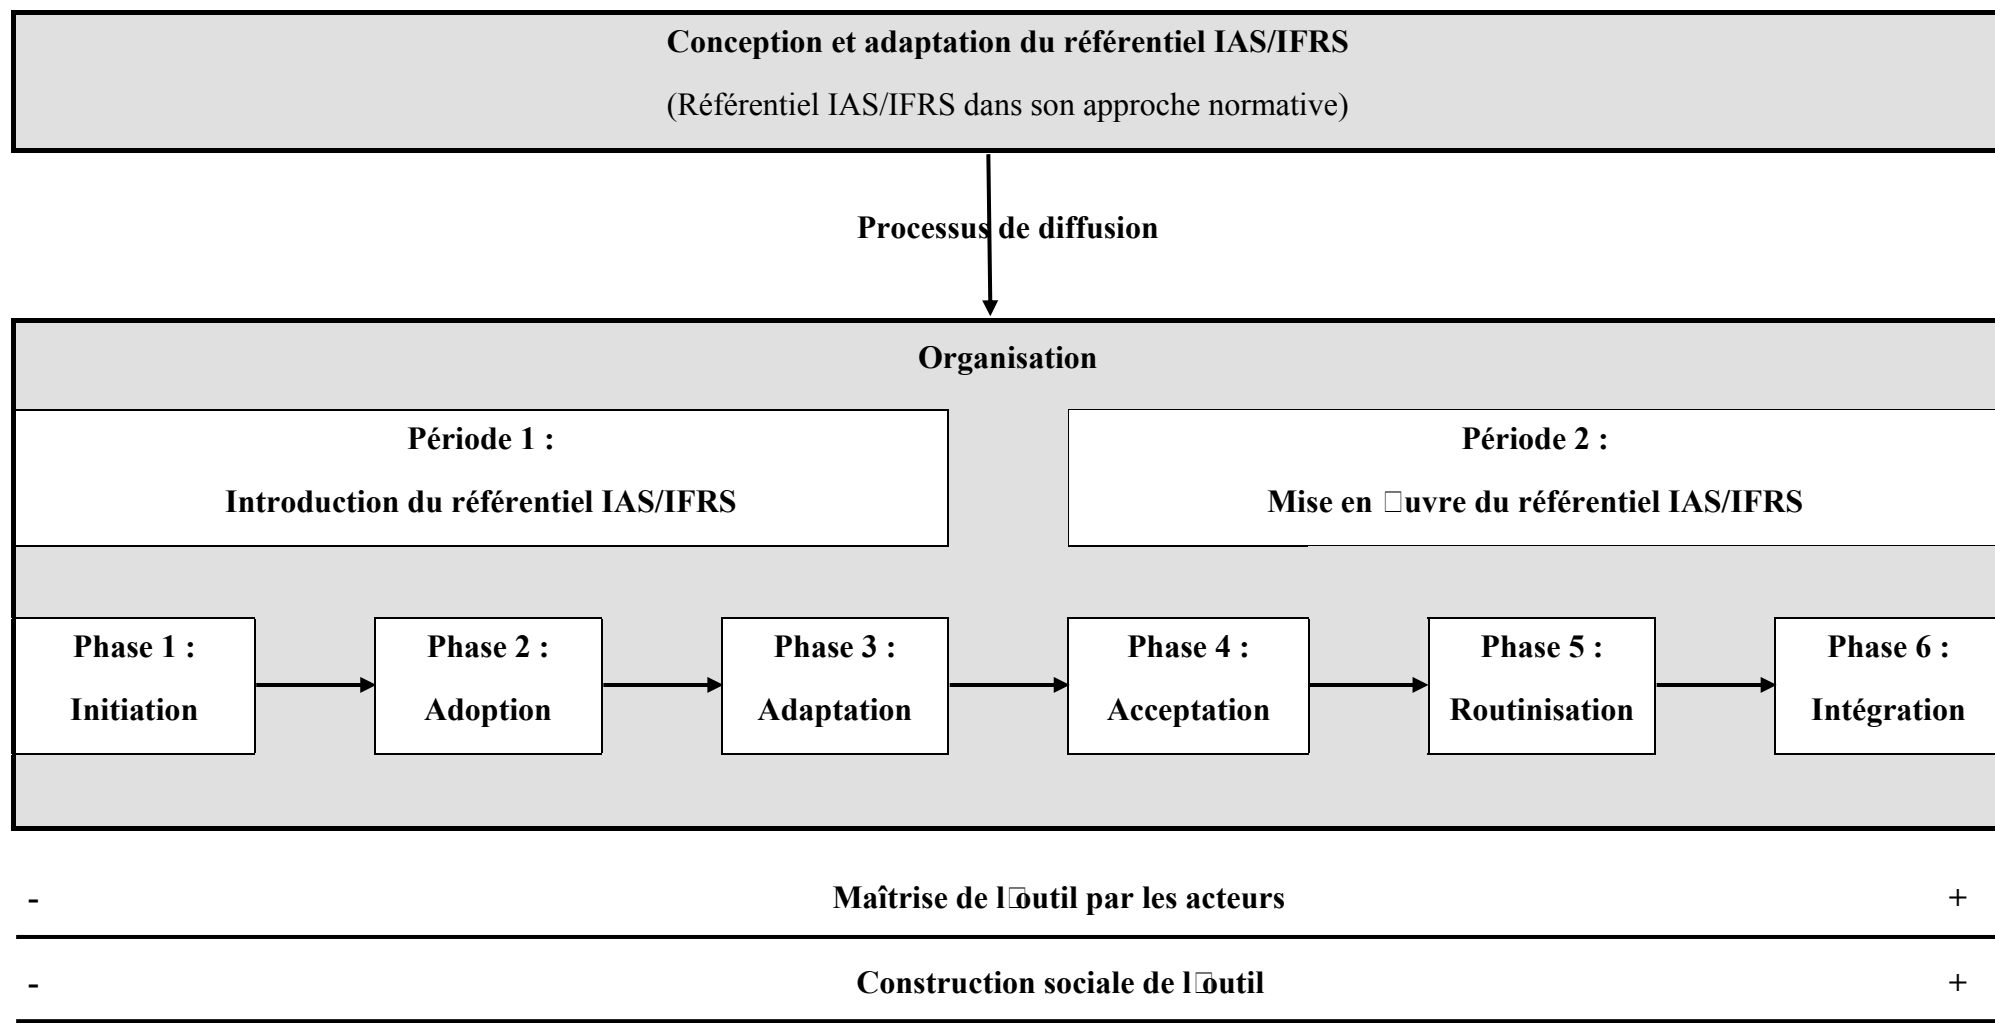 Conception et adaptation du référentiel IAS/IFRS
(Référentiel IAS/IFRS dans son approche normative)
Processus de diffusion
Organisation
Période 1 :
Introduction du référentiel IAS/IFRS
Période 2 :
Mise en □uvre du référentiel IAS/IFRS
Phase 1 :
Initiation
Phase 2 :
Adoption
Phase 3 :
Adaptation
Phase 4 :
Acceptation
Phase 5 :
Routinisation
Phase 6 :
Intégration
- Maîtrise de l□outil par les acteurs +
- Construction sociale de l□outil +